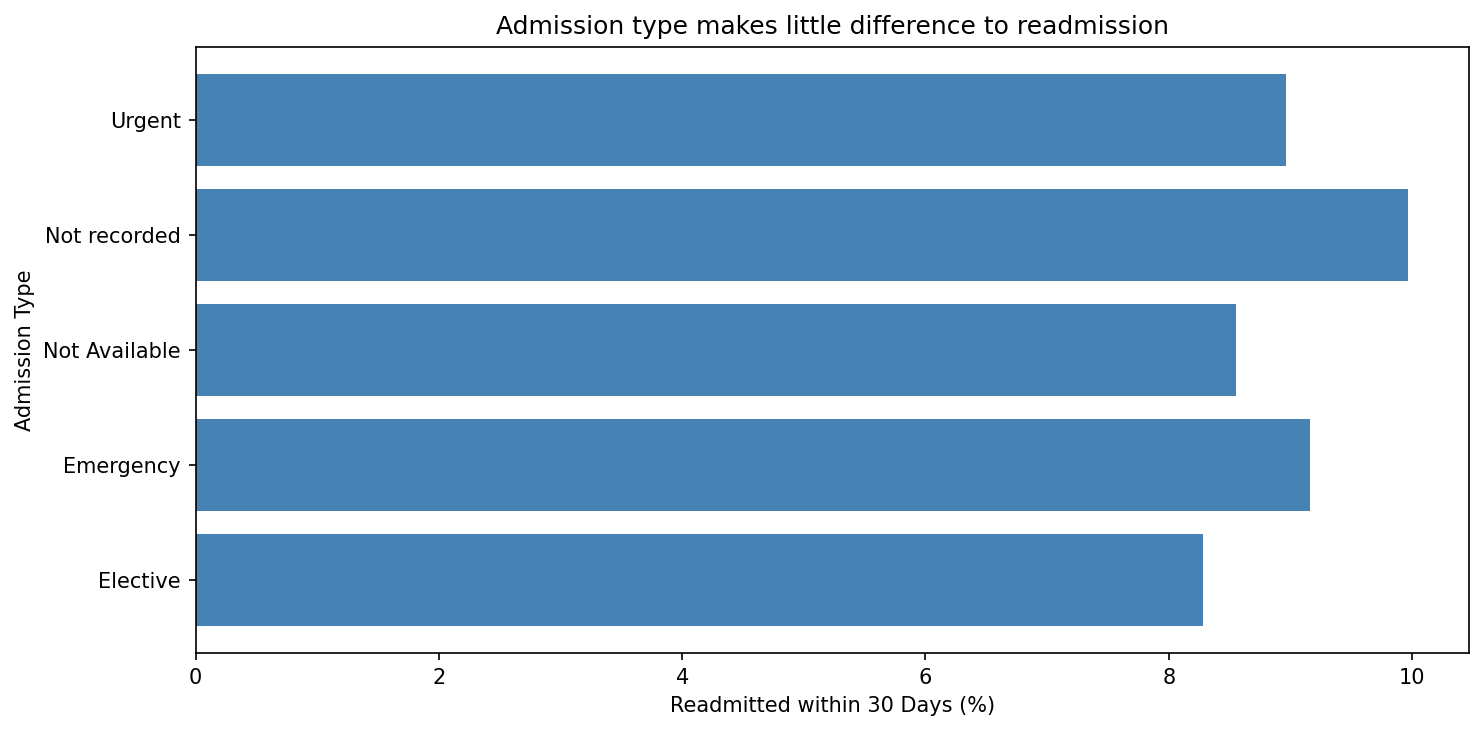 Admission type makes little difference to readmission
Admission Type
Urgent
Not recorded
Not Available
Emergency
Elective
0 2 4 6 8 10
Readmitted within 30 Days (%)